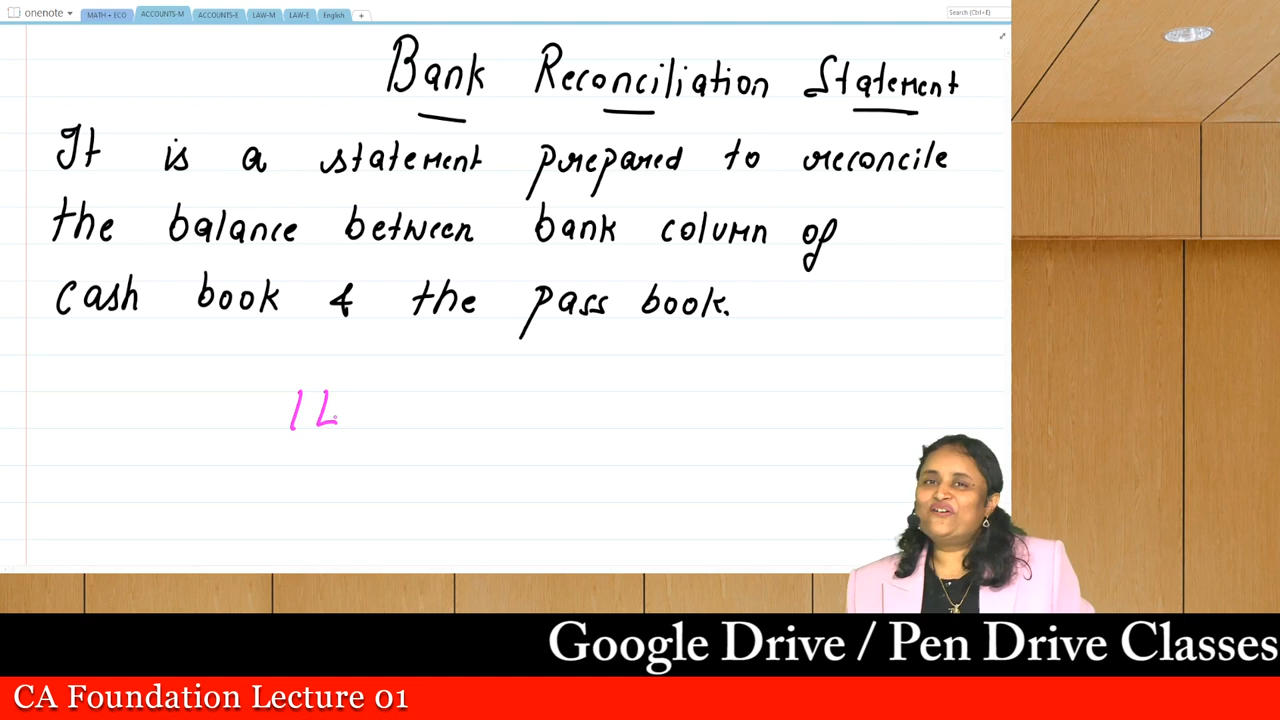 onenote
MATH + ECO
ACCOUNTS-M
ACCOUNTS-E
LAW-M
LAW-E
English
Search (Ctrl+E)
Bank Reconciliation Statement
It is a statement prepared to reconcile
the balance between bank column of
cash book & the pass book.
1L
Google Drive / Pen Drive Classes
CA Foundation Lecture 01